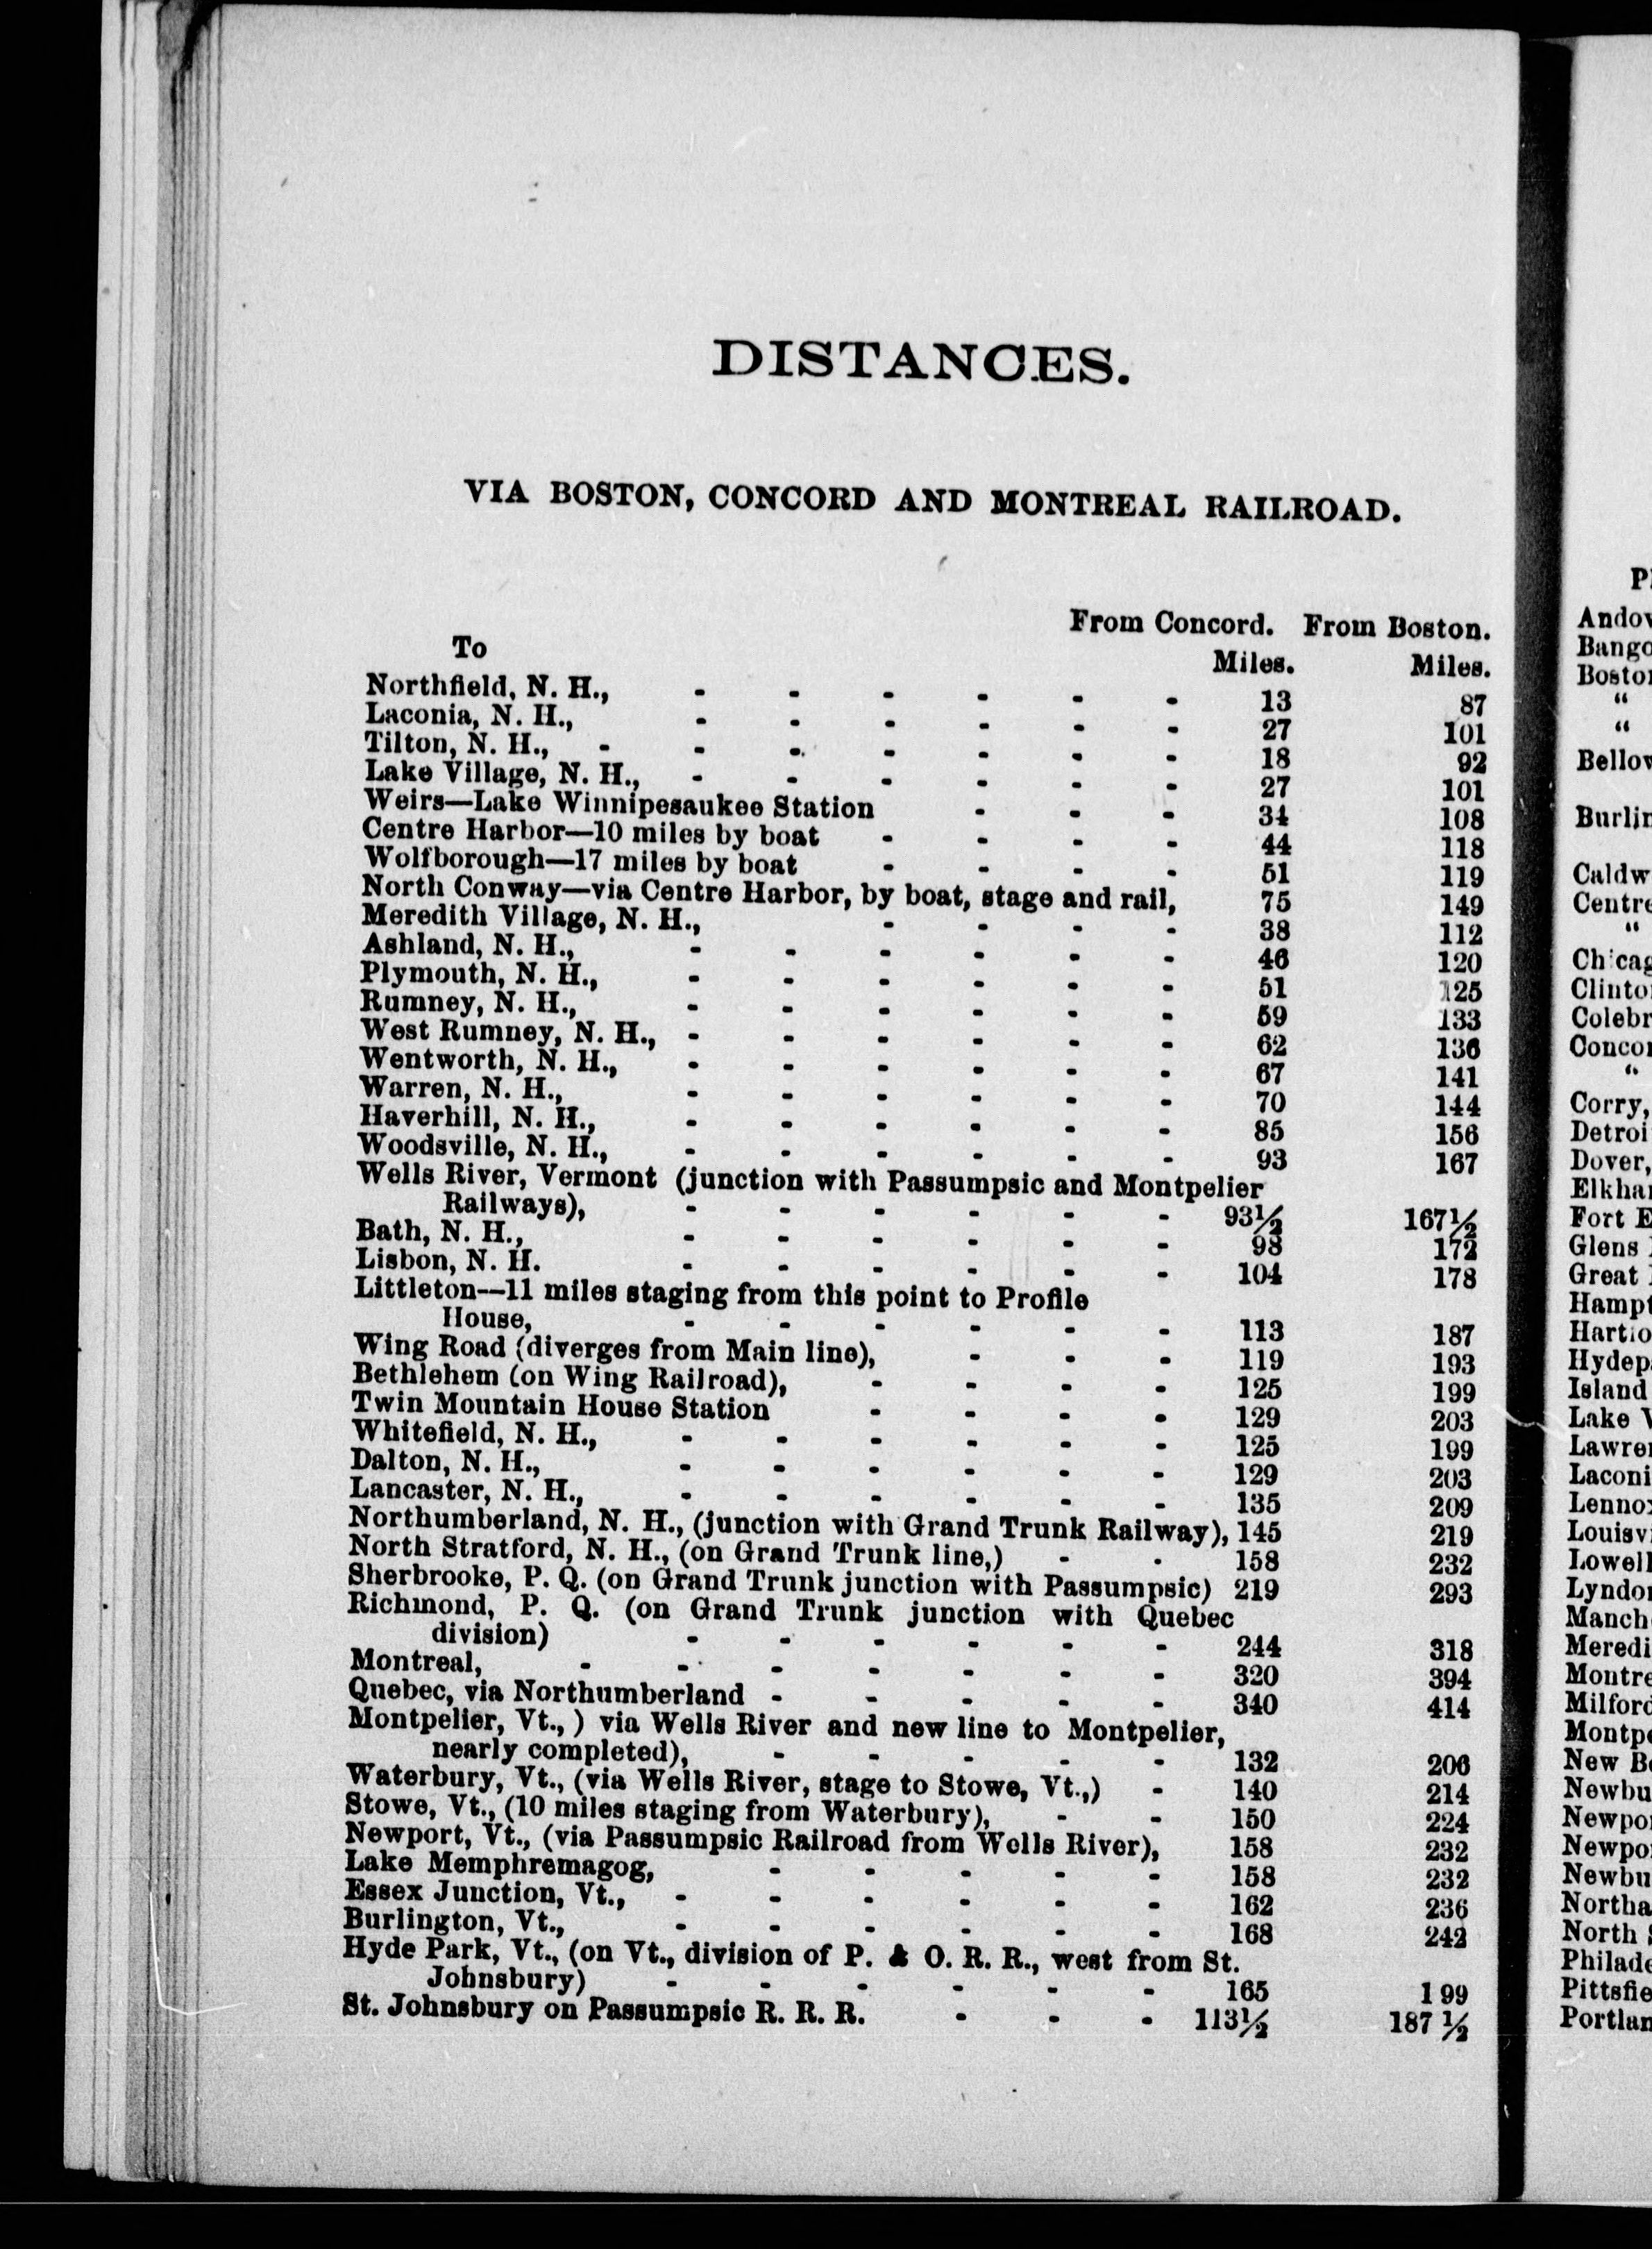 DISTANCES.
VIA BOSTON, CONCORD AND MONTREAL RAILROAD.
To From Concord. From Boston.
Miles. Miles.
Northfield, N. H., - - - - - - 13 87
Laconia, N. H., - - - - - - 27 101
Tilton, N. H., - - - - - - - 18 92
Lake Village, N. H., - - - - - - 27 101
Weirs—Lake Winnipesaukee Station - - - 34 108
Centre Harbor—10 miles by boat - - - - 44 118
Wolfborough—17 miles by boat - - - - 51 119
North Conway—via Centre Harbor, by boat, stage and rail, 75 149
Meredith Village, N. H., - - - - 38 112
Ashland, N. H., - - - - - - 46 120
Plymouth, N. H., - - - - - - 51 125
Rumney, N. H., - - - - - - 59 133
West Rumney, N. H., - - - - - - 62 136
Wentworth, N. H., - - - - - - 67 141
Warren, N. H., - - - - - - 70 144
Haverhill, N. H., - - - - - - 85 156
Woodsville, N. H., - - - - - - 93 167
Wells River, Vermont (junction with Passumpsic and Montpelier
Railways), - - - - - - 93½ 167½
Bath, N. H., - - - - - - 98 172
Lisbon, N. H. - - - - - - 104 178
Littleton—11 miles staging from this point to Profile
House, - - - - - - 113 187
Wing Road (diverges from Main line), - - - 119 193
Bethlehem (on Wing Railroad), - - - - 125 199
Twin Mountain House Station - - - - 129 203
Whitefield, N. H., - - - - - - 125 199
Dalton, N. H., - - - - - - 129 203
Lancaster, N. H., - - - - - - 135 209
Northumberland, N. H., (junction with Grand Trunk Railway), 145 219
North Stratford, N. H., (on Grand Trunk line,) - - 158 232
Sherbrooke, P. Q. (on Grand Trunk junction with Passumpsic) 219 293
Richmond, P. Q. (on Grand Trunk junction with Quebec
division) - - - - - - 244 318
Montreal, - - - - - - - 320 394
Quebec, via Northumberland - - - - - 340 414
Montpelier, Vt., ) via Wells River and new line to Montpelier,
nearly completed), - - - - - 132 206
Waterbury, Vt., (via Wells River, stage to Stowe, Vt.,) - 140 214
Stowe, Vt., (10 miles staging from Waterbury), - - 150 224
Newport, Vt., (via Passumpsic Railroad from Wells River), 158 232
Lake Memphremagog, - - - - - 158 232
Essex Junction, Vt., - - - - - - 162 236
Burlington, Vt., - - - - - - 168 242
Hyde Park, Vt., (on Vt., division of P. & O. R. R., west from St.
Johnsbury) - - - - - - 165 1 99
St. Johnsbury on Passumpsic R. R. R. - - - 113½ 187 ½
Andov
Bango
Boston
“
“
Bellow
Burlin
Caldw
Centre
“
Chicag
Clinto
Colebr
Concor
“
Corry,
Detroi
Dover,
Elkhar
Fort E
Glens
Great
Hampt
Hartfo
Hydep
Island
Lake V
Lawre
Laconi
Lenno
Louisv
Lowell
Lyndo
Manch
Meredi
Montre
Milford
Montpe
New Be
Newbu
Newpo
Newpo
Newbu
Northa
North
Philade
Pittsfie
Portlan